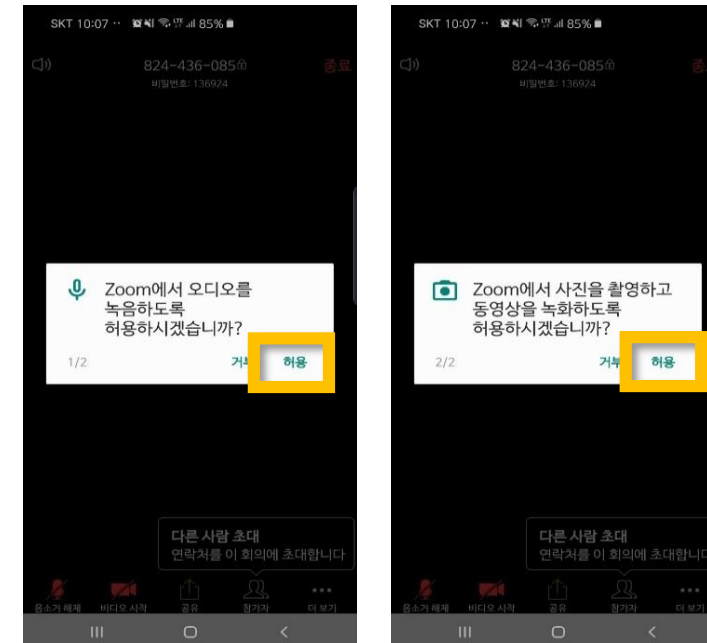 SKT 10:07
85%
824-436-085
종료
비밀번호: 136924
Zoom에서 오디오를
녹음하도록
허용하시겠습니까?
1/2
허용
다른 사람 초대
연락처를 이 회의에 초대합니다
음소거 해제 비디오 시작 공유 참가자 더 보기
SKT 10:07
85%
824-436-085
비밀번호: 136924
Zoom에서 사진을 촬영하고
동영상을 녹화하도록
허용하시겠습니까?
2/2
허용
다른 사람 초대
연락처를 이 회의에 초대합니다
음소거 해제 비디오 시작 공유 참가자 더 보기